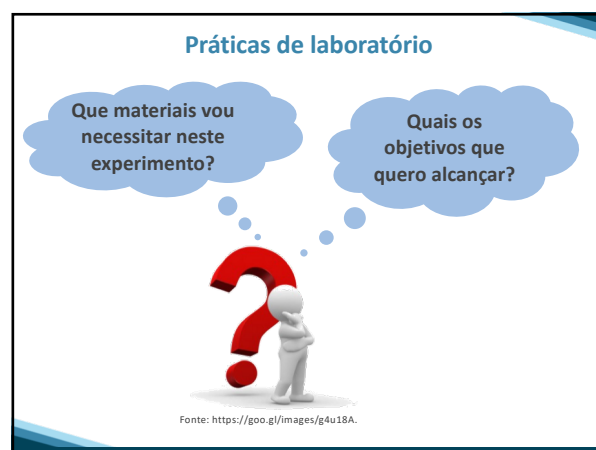 Práticas de laboratório
Que materiais vou
necessitar neste
experimento?
Quais os
objetivos que
quero alcançar?
Fonte: https://goo.gl/images/g4u18A.